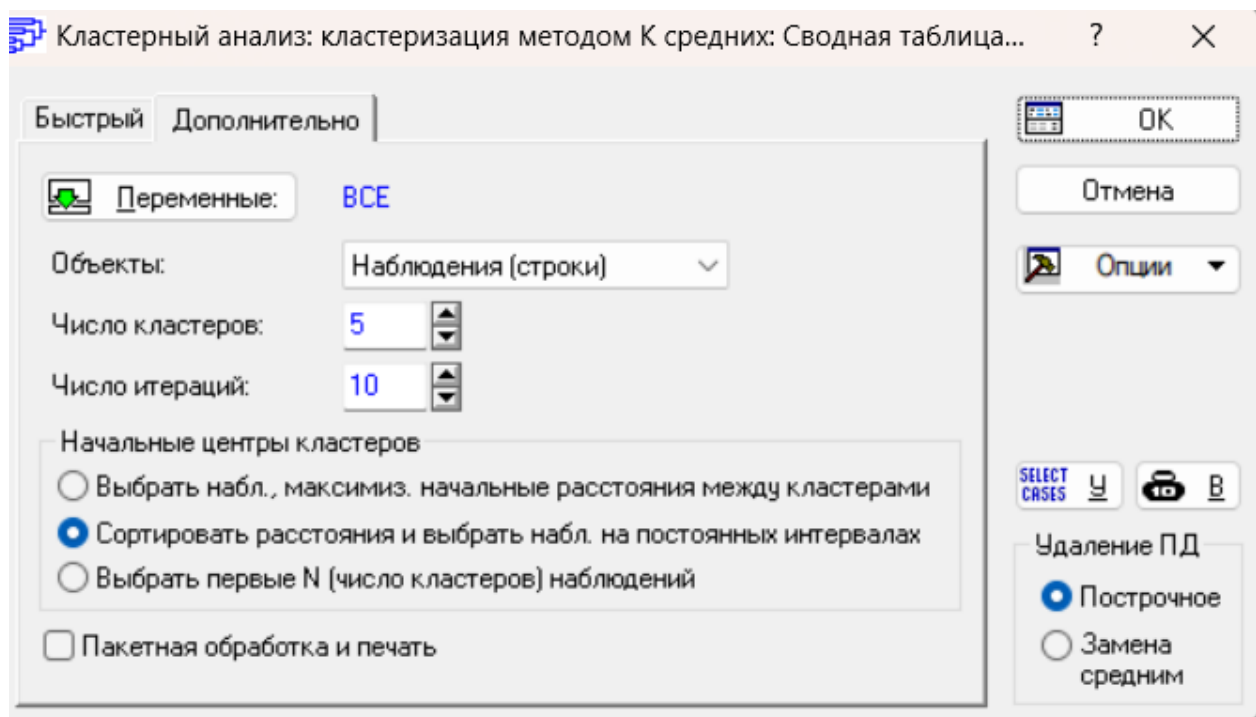 Кластерный анализ: кластеризация методом К средних: Сводная таблица... ?
Быстрый Дополнительно
Переменные: ВСЕ
Объекты: Наблюдения (строки)
Число кластеров: 5
Число итераций: 10
Начальные центры кластеров
Выбрать набл., максимиз. начальные расстояния между кластерами
Сортировать расстояния и выбрать набл. на постоянных интервалах
Выбрать первые N (число кластеров) наблюдений
Пакетная обработка и печать
ОК
Отмена
Опции
SELECT CASES У В
Удаление ПД
Построчное
Замена
средним